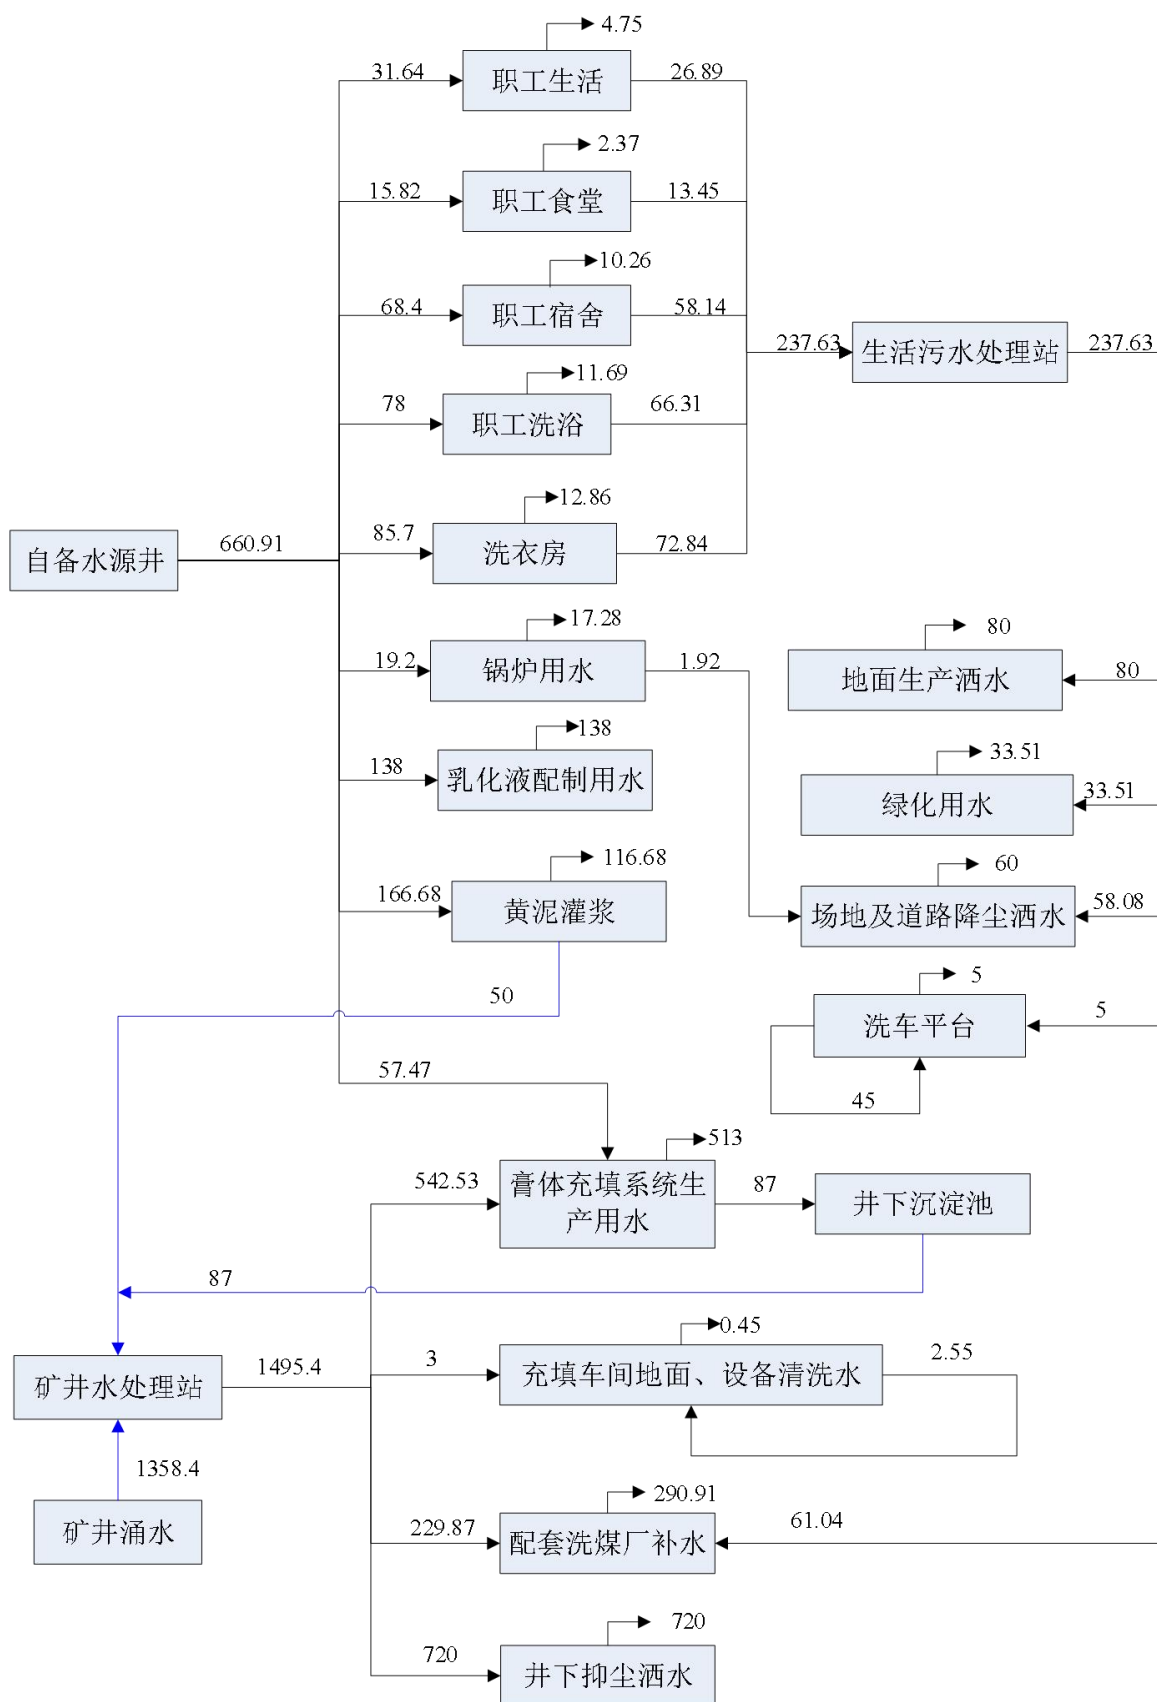 4.75
31.64
职工生活
26.89
2.37
15.82
职工食堂
13.45
10.26
68.4
职工宿舍
58.14
237.63
生活污水处理站
237.63
11.69
78
职工洗浴
66.31
12.86
自备水源井
660.91
85.7
洗衣房
72.84
17.28
19.2
锅炉用水
1.92
80
地面生产洒水
80
138
138
乳化液配制用水
33.51
绿化用水
33.51
116.68
166.68
黄泥灌浆
60
场地及道路降尘洒水
58.08
50
5
洗车平台
5
45
57.47
513
542.53
膏体充填系统生
产用水
87
井下沉淀池
87
0.45
矿井水处理站
1495.4
3
充填车间地面、设备清洗水
2.55
1358.4
矿井涌水
290.91
229.87
配套洗煤厂补水
61.04
720
720
井下抑尘洒水